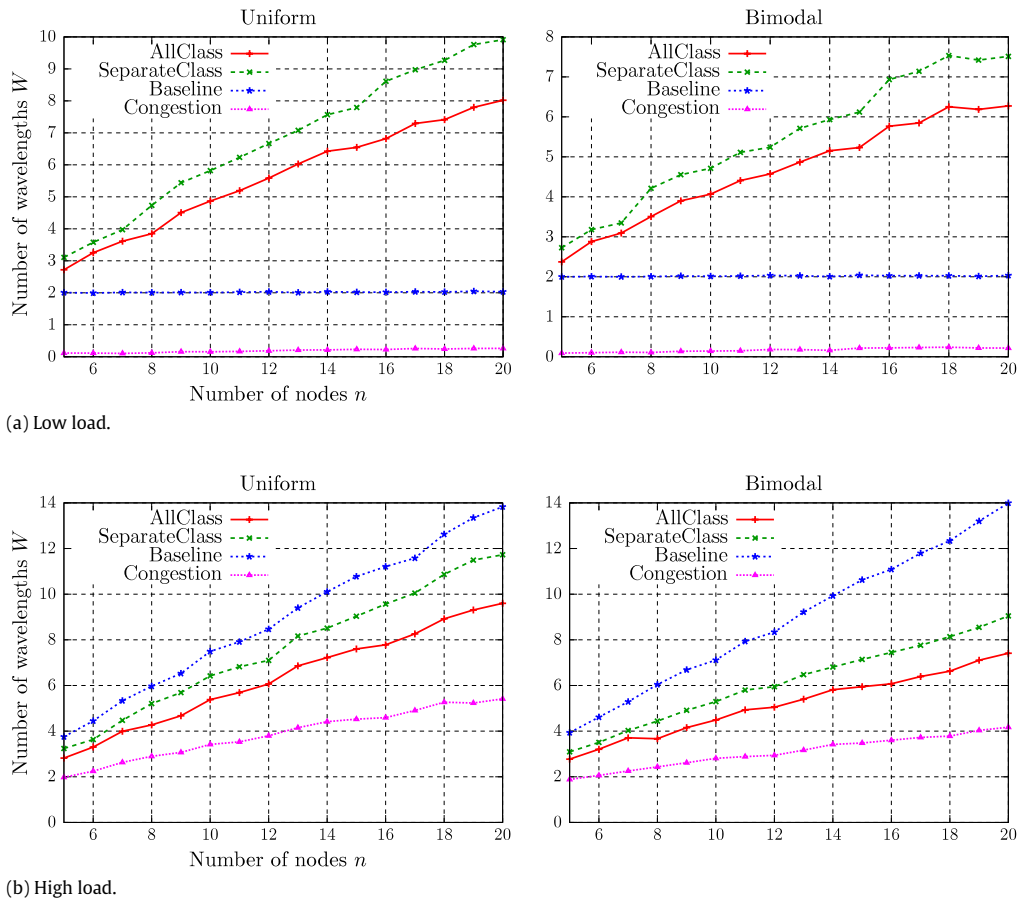 Uniform
Bimodal
Number of wavelengths W
10
9
8
7
6
5
4
3
2
1
0
AllClass
SeparateClass
Baseline
Congestion
6 8 10 12 14 16 18 20
Number of nodes n
8
7
6
5
4
3
2
1
0
AllClass
SeparateClass
Baseline
Congestion
6 8 10 12 14 16 18 20
(a) Low load.
Uniform
Bimodal
Number of wavelengths W
14
12
10
8
6
4
2
0
AllClass
SeparateClass
Baseline
Congestion
6 8 10 12 14 16 18 20
Number of nodes n
14
12
10
8
6
4
2
0
AllClass
SeparateClass
Baseline
Congestion
6 8 10 12 14 16 18 20
(b) High load.